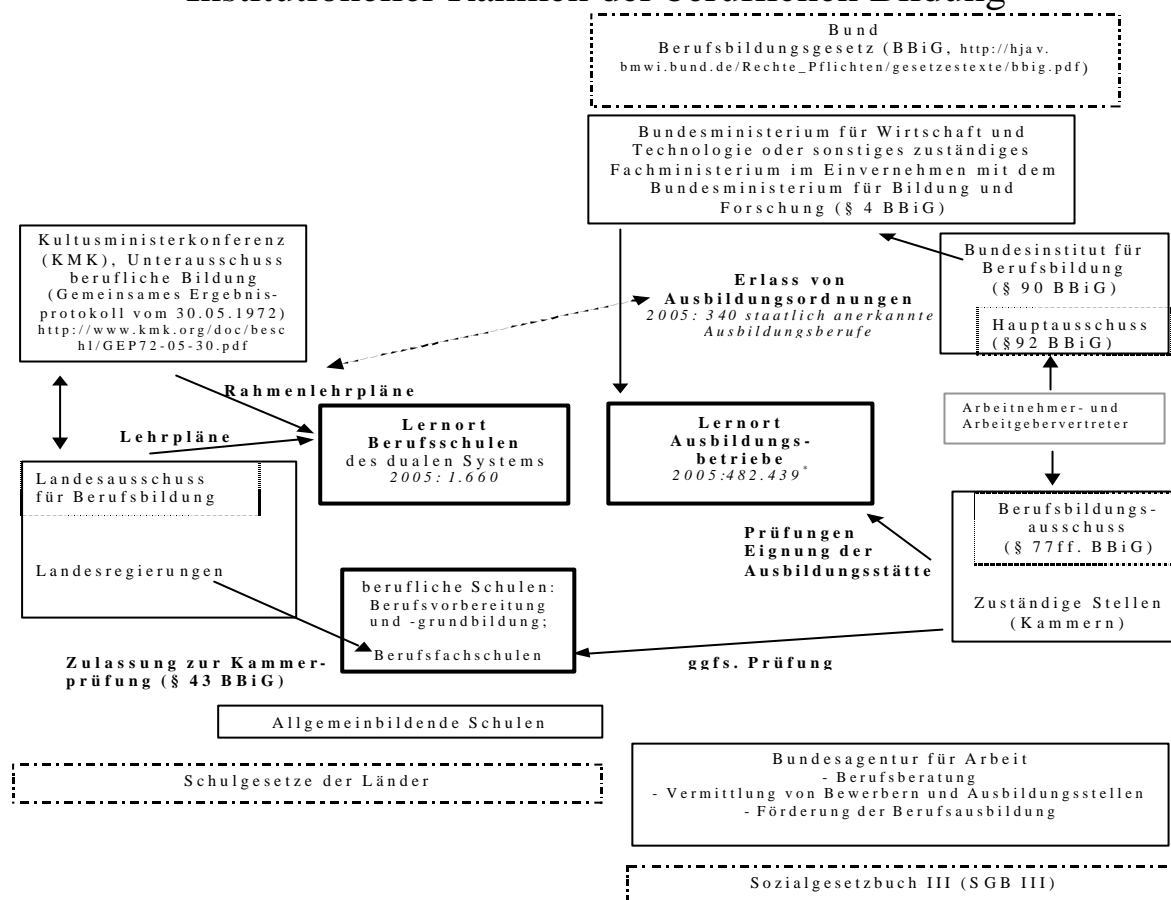 Institutioneller Rahmen der beruflichen Bildung
Bund
Berufsbildungsgesetz (BBiG, http://hjav.
bmwi.bund.de/Rechte_Pflichten/gesetzestexte/bbig.pdf)
Bundesministerium für Wirtschaft und
Technologie oder sonstiges zuständiges
Fachministerium im Einvernehmen mit dem
Bundesministerium für Bildung und
Forschung (§ 4 BBiG)
Kultusministerkonferenz
(KMK), Unterausschuss
berufliche Bildung
(Gemeinsames Ergebnis-
protokoll vom 30.05.1972)
http://www.kmk.org/doc/besc
hl/GEP72-05-30.pdf
Bundesinstitut für
Berufsbildung
(§ 90 BBiG)
Hauptausschuss
(§92 BBiG)
Erlass von
Ausbildungsordnungen
2005: 340 staatlich anerkannte
Ausbildungsberufe
Rahmenlehrpläne
Lehrpläne
Lernort
Berufsschulen
des dualen Systems
2005: 1.660
Lernort
Ausbildungs-
betriebe
2005:482.439*
Arbeitnehmer- und
Arbeitgebervertreter
Landesausschuss
für Berufsbildung
Landesregierungen
Prüfungen
Eignung der
Ausbildungsstätte
Berufsbildungs-
ausschuss
(§ 77ff. BBiG)
Zuständige Stellen
(Kammern)
berufliche Schulen:
Berufsvorbereitung
und -grundbildung;
Berufsfachschulen
Zulassung zur Kammer-
prüfung (§ 43 BBiG)
ggfs. Prüfung
Allgemeinbildende Schulen
Schulgesetze der Länder
Bundesagentur für Arbeit
- Berufsberatung
- Vermittlung von Bewerbern und Ausbildungsstellen
- Förderung der Berufsausbildung
Sozialgesetzbuch III (SGB III)